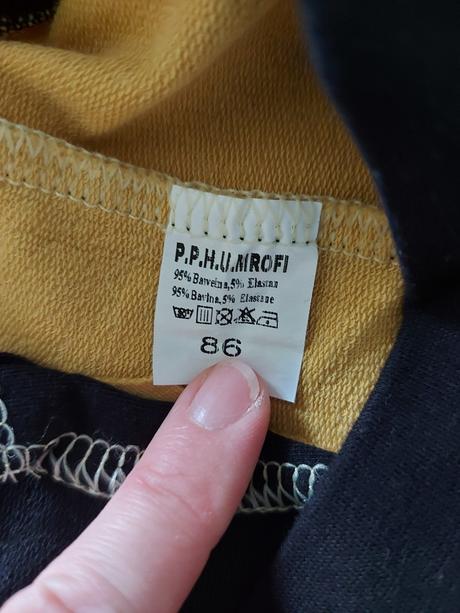 P.P.H.U.MROFI
95% Bawełna, 5% Elastan
95% Bavlna, 5% Elastane
86